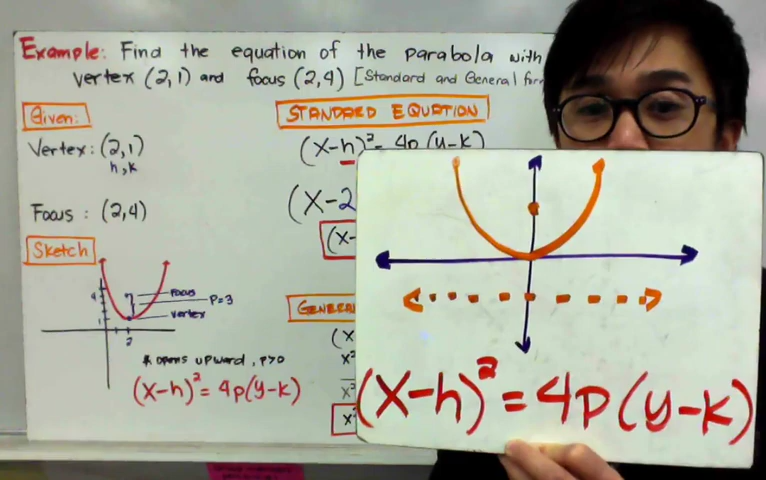 Example: Find the equation of the parabola with
vertex (2,1) and focus (2,4) [Standard and General
Given:
Vertex: (2,1)
h,k
Focus : (2,4)
Sketch
4
1
2
Focus
vertex
P=3
* opens upward, p>0
(x-h)² = 4p(y-k)
STANDARD EQUATION
(x-h)² = 4p(y-k)
(x-2
(x-
(x
x²
x²
x²
(x-h)² = 4p(y-k)